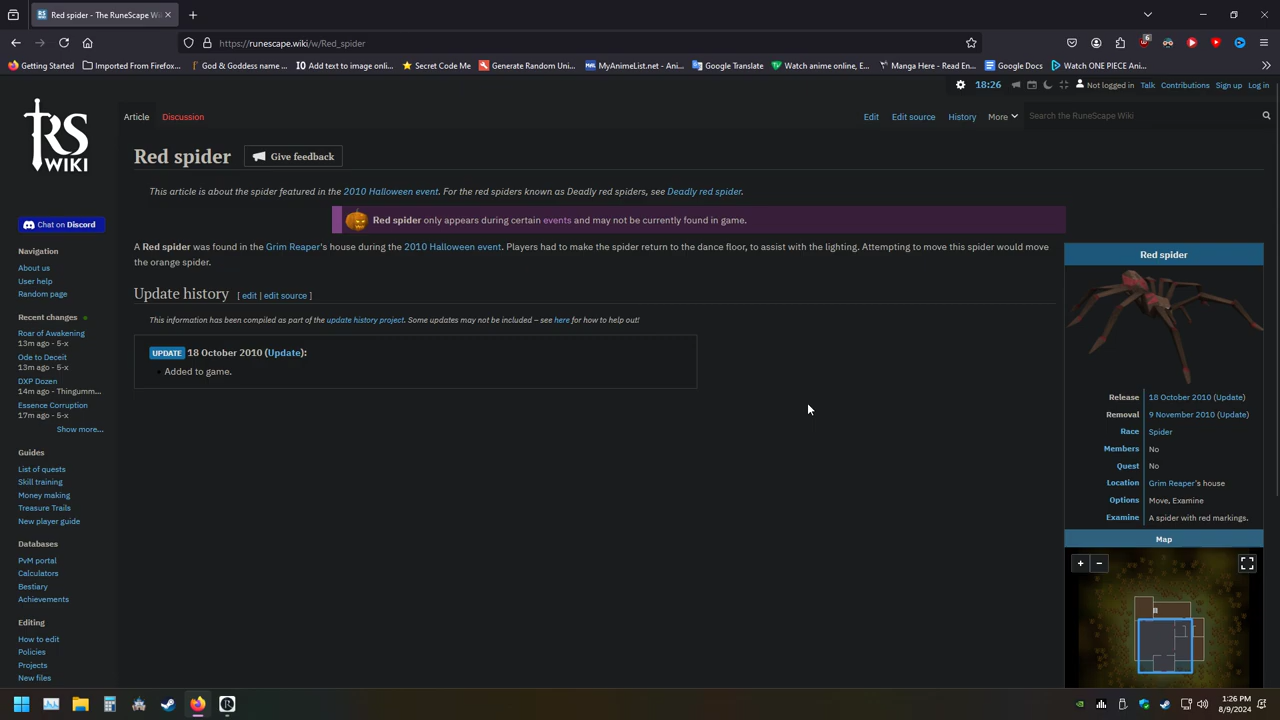 Red spider - The RuneScape Wi
https://runescape.wiki/w/Red_spider
6
Getting Started
Imported From Firefox...
God & Goddess name ...
Add text to image onli...
Secret Code Me
Generate Random Uni...
MyAnimeList.net - Ani...
Google Translate
Watch anime online, E...
Manga Here - Read En...
Google Docs
Watch ONE PIECE Ani...
18:26
Not logged in
Talk
Contributions
Sign up
Log in
RS
WIKI
Article
Discussion
Edit
Edit source
History
More
Search the RuneScape Wiki
Red spider
Give feedback
This article is about the spider featured in the 2010 Halloween event. For the red spiders known as Deadly red spiders, see Deadly red spider.
Red spider only appears during certain events and may not be currently found in game.
A Red spider was found in the Grim Reaper's house during the 2010 Halloween event. Players had to make the spider return to the dance floor, to assist with the lighting. Attempting to move this spider would move
the orange spider.
Update history [ edit | edit source ]
This information has been compiled as part of the update history project. Some updates may not be included – see here for how to help out!
UPDATE 18 October 2010 (Update):
Added to game.
Chat on Discord
Navigation
About us
User help
Random page
Recent changes
Roar of Awakening
13m ago - 5-x
Ode to Deceit
13m ago - 5-x
DXP Dozen
14m ago - Thingumm...
Essence Corruption
17m ago - 5-x
Show more...
Guides
List of quests
Skill training
Money making
Treasure Trails
New player guide
Databases
PvM portal
Calculators
Bestiary
Achievements
Editing
How to edit
Policies
Projects
New files
Red spider
Release 18 October 2010 (Update)
Removal 9 November 2010 (Update)
Race Spider
Members No
Quest No
Location Grim Reaper's house
Options Move, Examine
Examine A spider with red markings.
Map
+ −
1:26 PM
8/9/2024